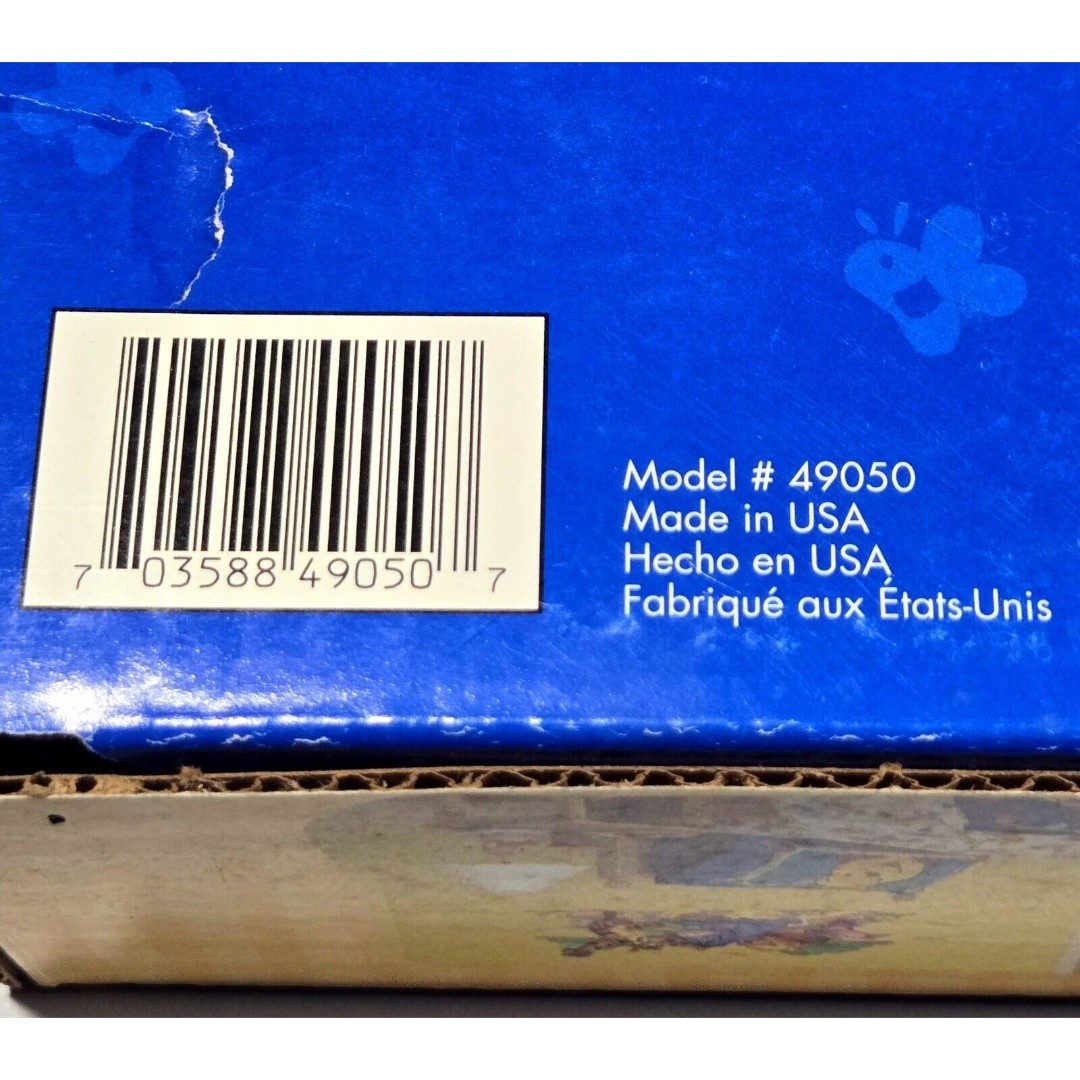 7 03588 49050 7
Model # 49050
Made in USA
Hecho en USA
Fabriqué aux États-Unis